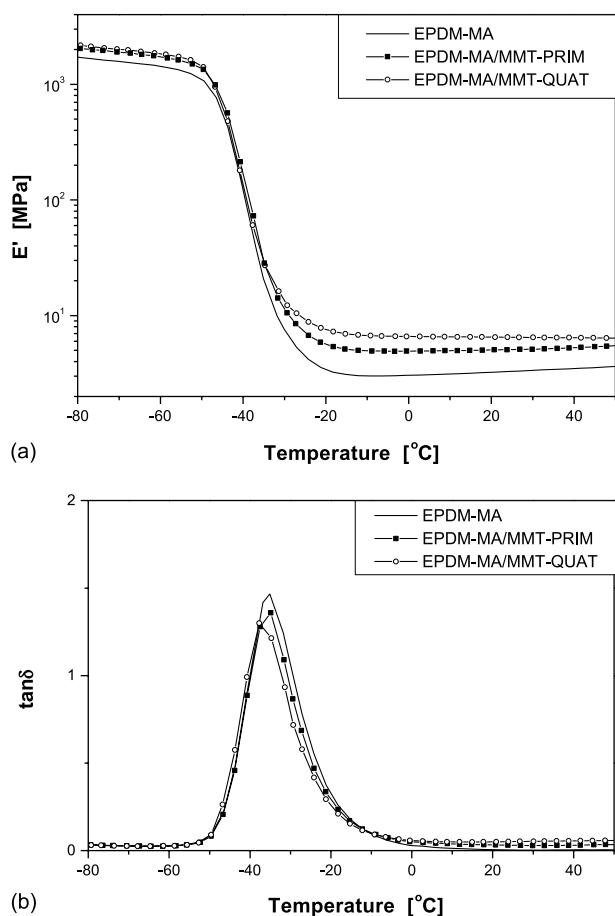 EPDM-MA
EPDM-MA/MMT-PRIM
EPDM-MA/MMT-QUAT
10³
10²
10¹
E' [MPa]
-80 -60 -40 -20 0 20 40
Temperature [°C]
(a)
2
1
0
tanδ
EPDM-MA
EPDM-MA/MMT-PRIM
EPDM-MA/MMT-QUAT
-80 -60 -40 -20 0 20 40
Temperature [°C]
(b)